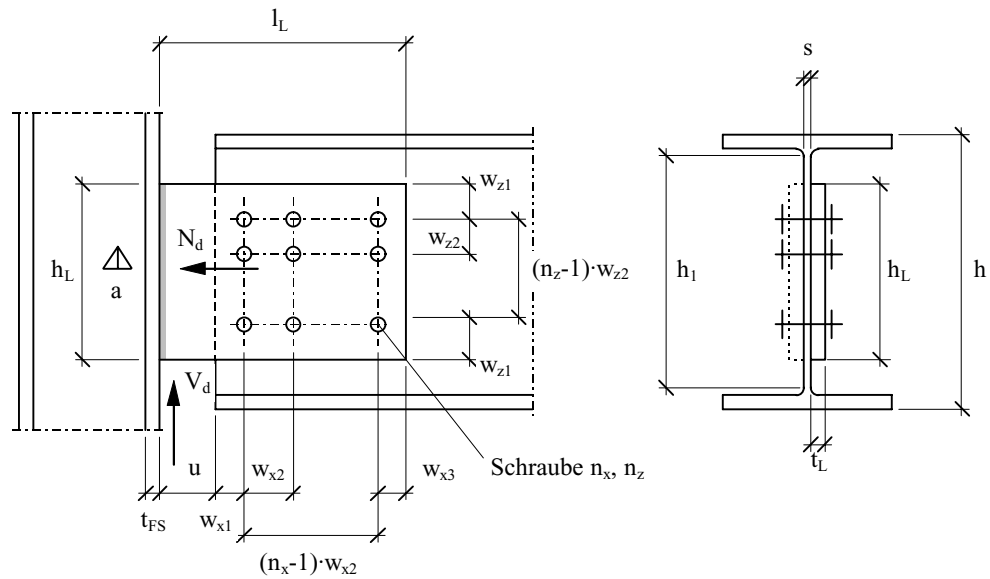 l_L
s
w_z1
N_d
w_z2
h_L
a
(n_z-1)·w_z2
h_1
h_L
h
w_z1
V_d
t_L
u
w_x2
w_x3
Schraube n_x, n_z
t_FS
w_x1
(n_x-1)·w_x2